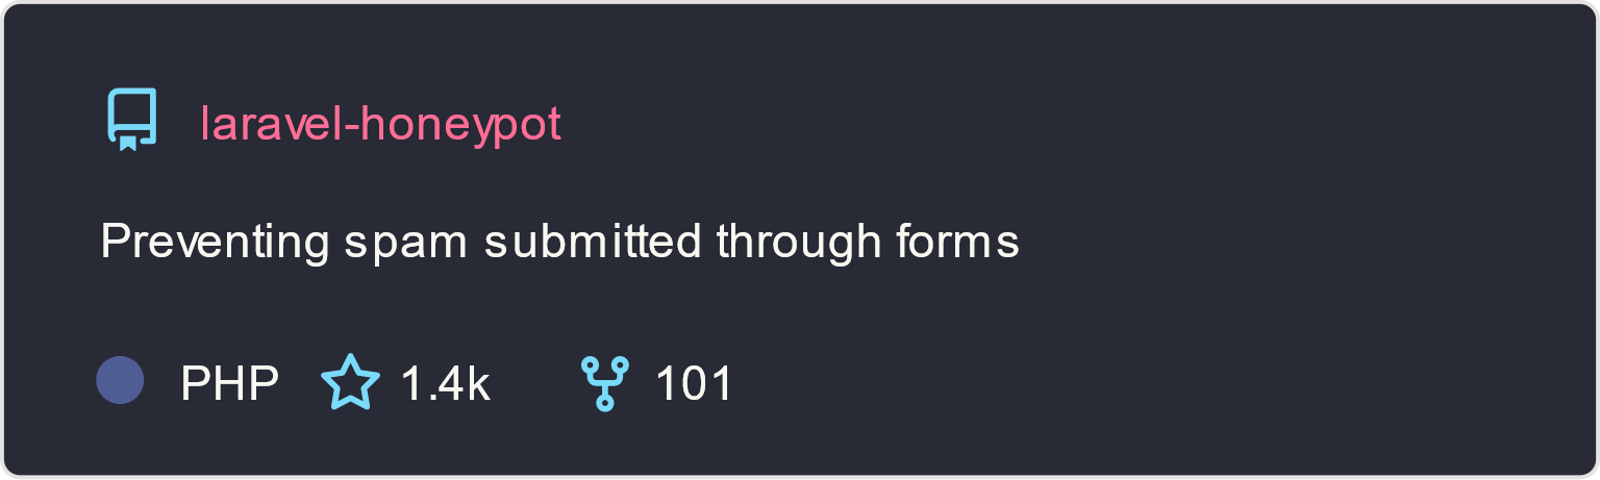 laravel-honeypot
Preventing spam submitted through forms
PHP 1.4k 101